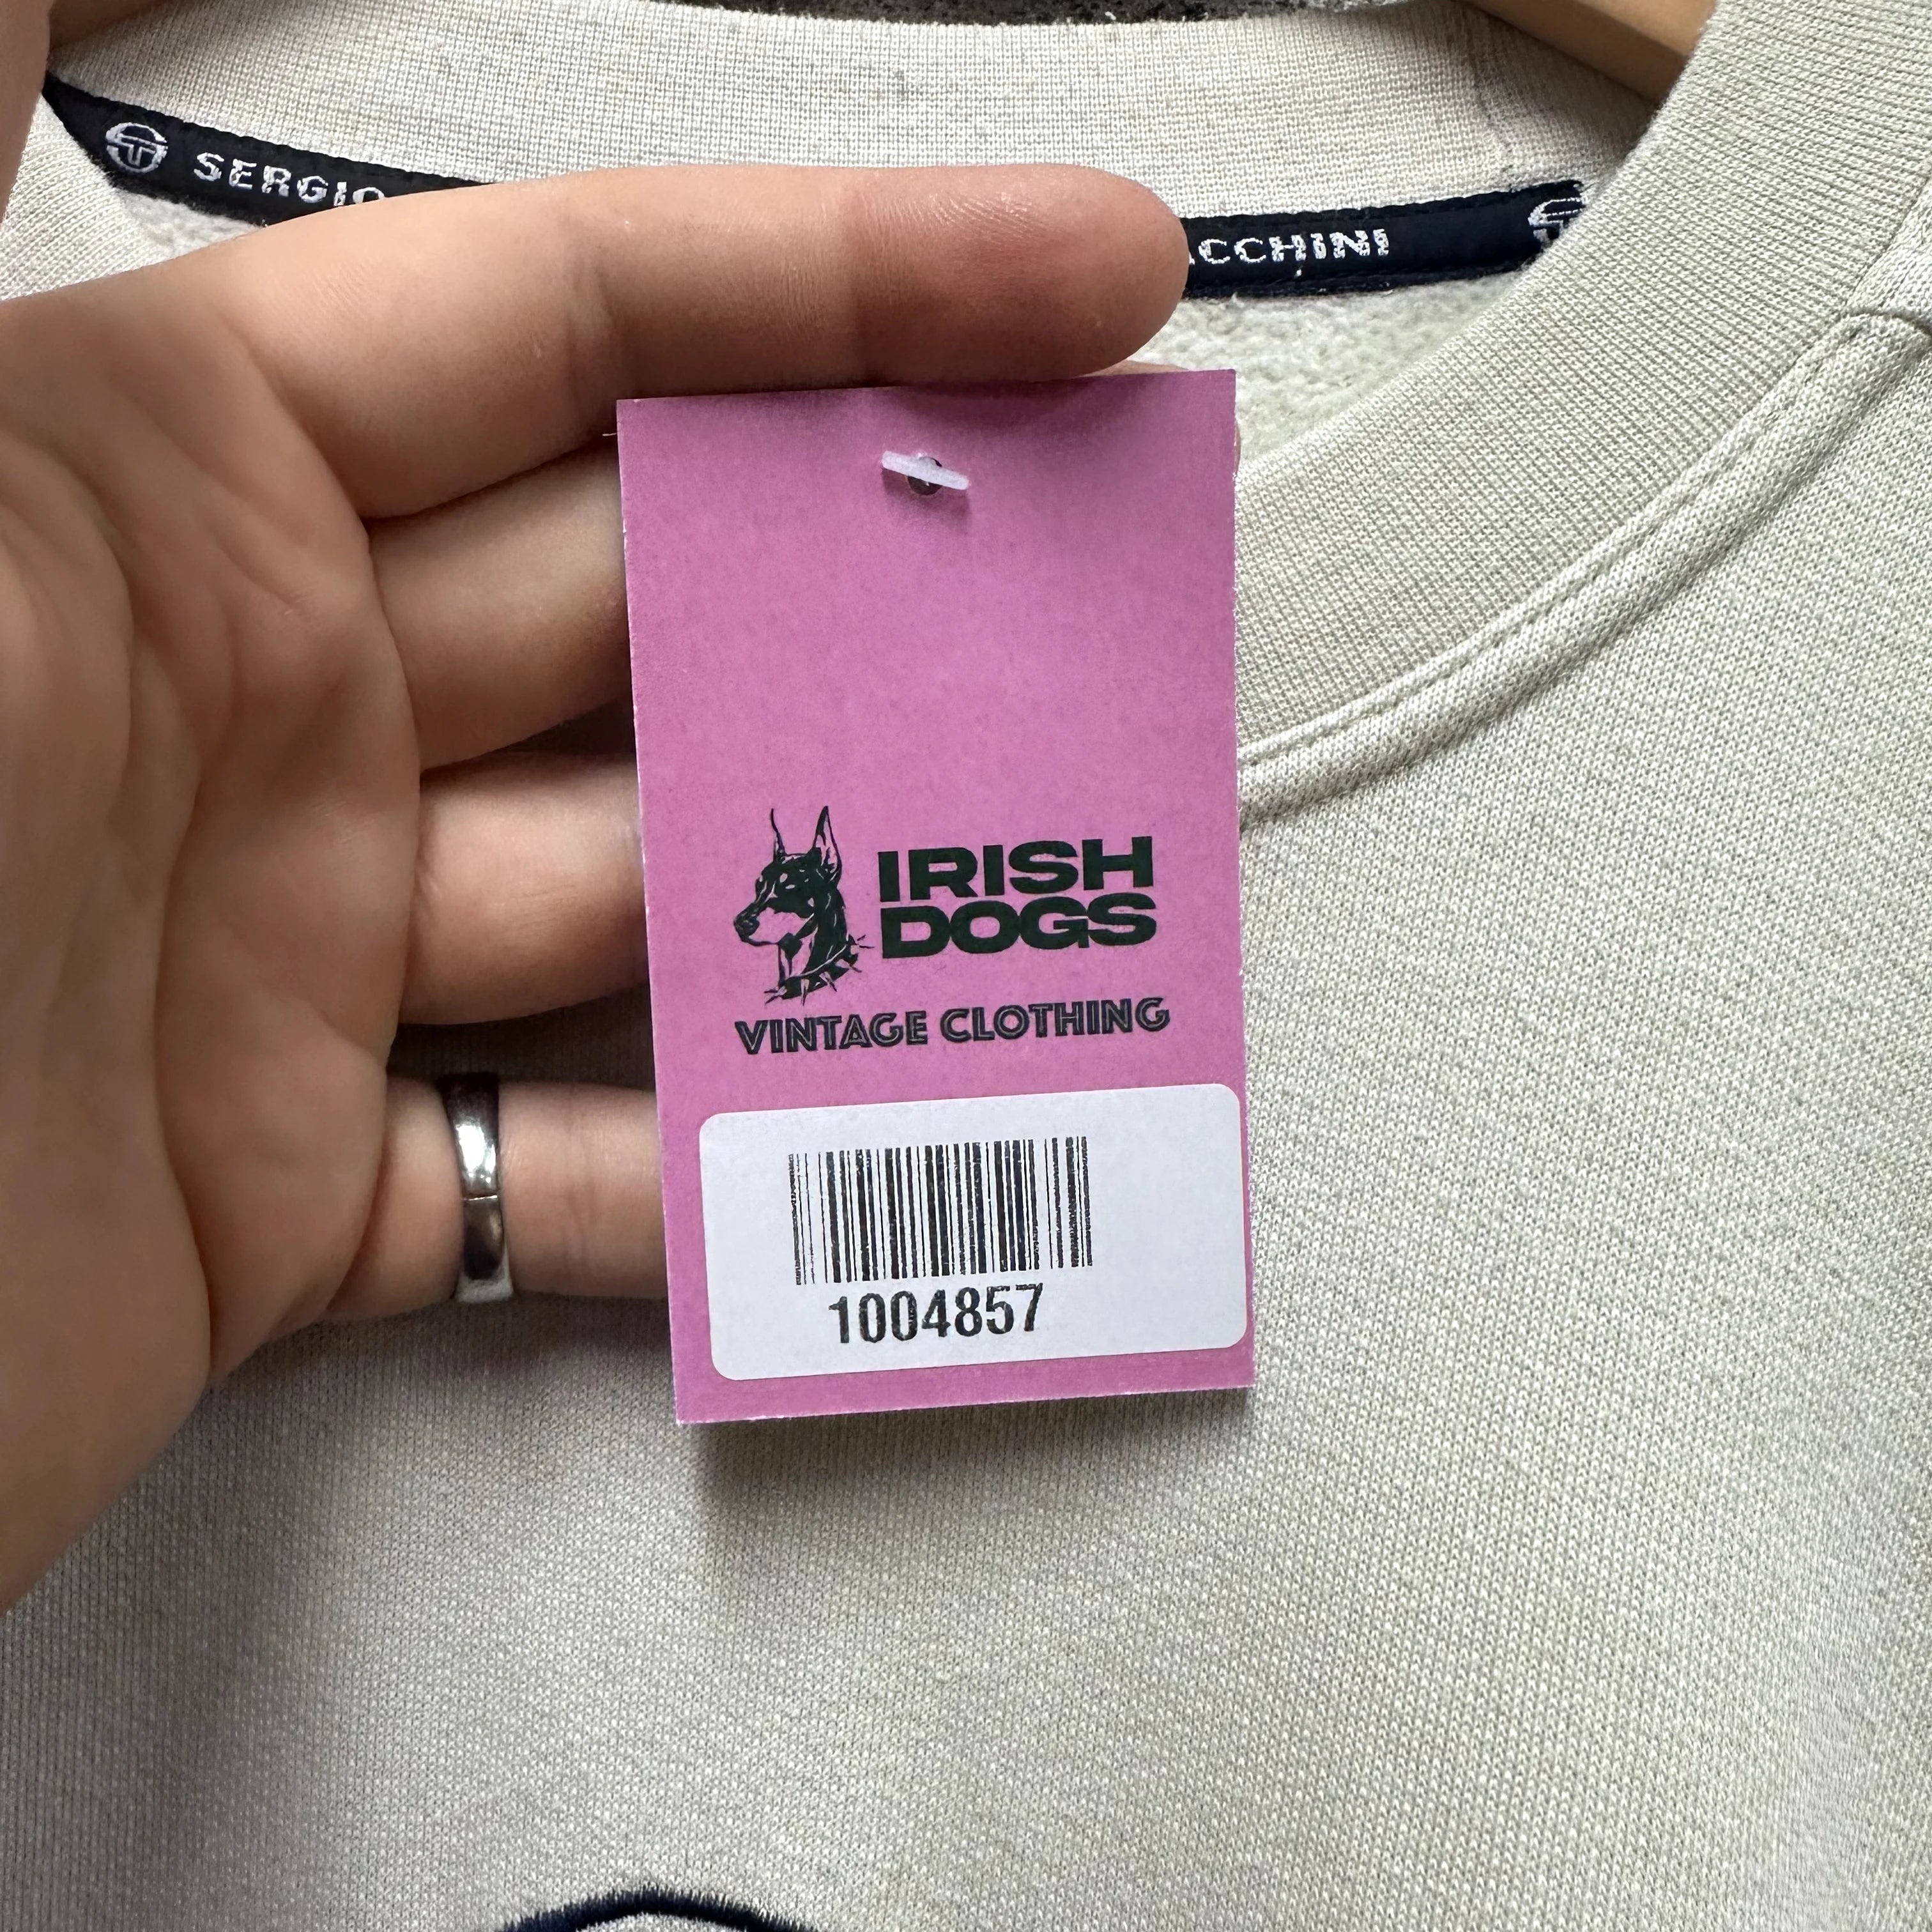 SERGIO
ACCHINI
IRISH
DOGS
VINTAGE CLOTHING
1004857